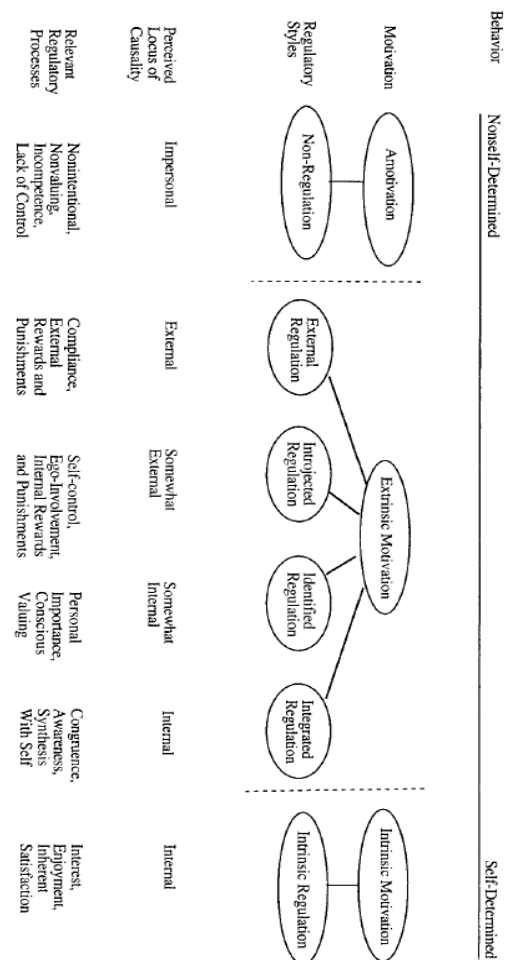 Behavior
Nonself-Determined
Self-Determined
Motivation
Amotivation
Extrinsic Motivation
Intrinsic Motivation
Regulatory
Styles
Non-Regulation
External
Regulation
Introjected
Regulation
Identified
Regulation
Integrated
Regulation
Intrinsic Regulation
Perceived
Locus of
Causality
Impersonal
External
Somewhat
External
Somewhat
Internal
Internal
Internal
Relevant
Regulatory
Processes
Nonintentional,
Nonvaluing,
Incompetence,
Lack of Control
Compliance,
External
Rewards and
Punishments
Self-control,
Ego-Involvement,
Internal Rewards
and Punishments
Personal
Importance,
Conscious
Valuing
Congruence,
Awareness,
Synthesis
With Self
Interest,
Enjoyment,
Inherent
Satisfaction